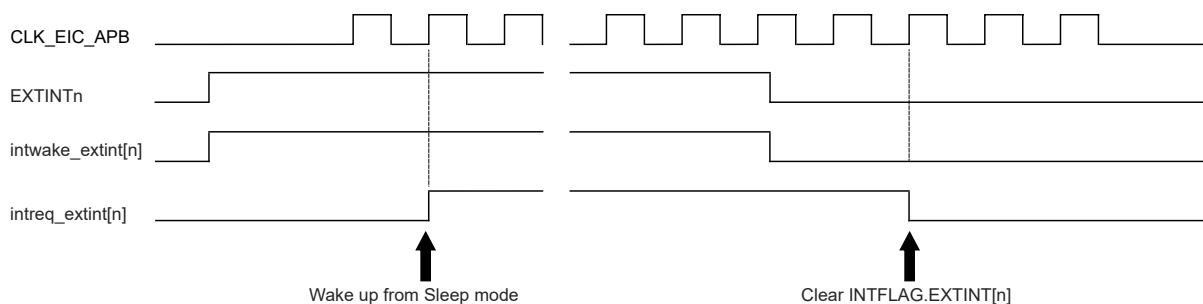 CLK_EIC_APB
EXTINTn
intwake_extint[n]
intreq_extint[n]
Wake up from Sleep mode
Clear INTFLAG.EXTINT[n]